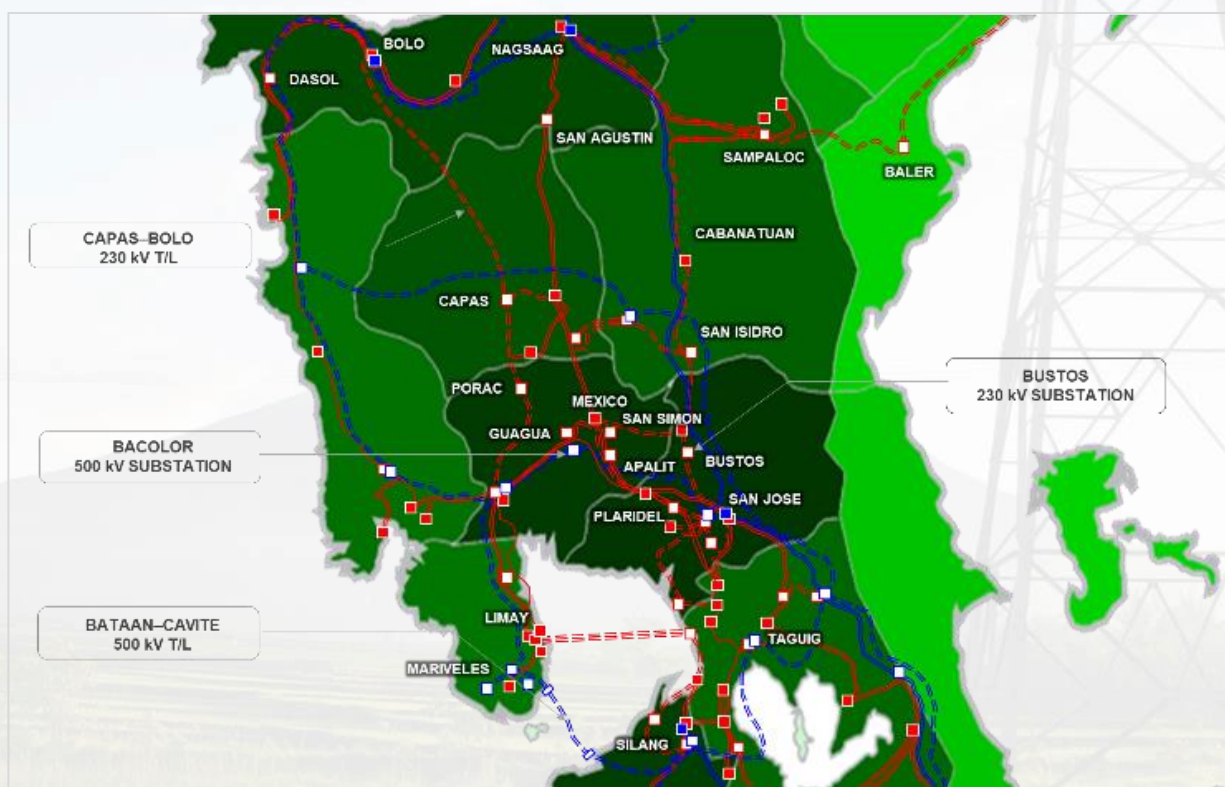 BOLO
NAGSAAG
DASOL
SAN AGUSTIN
SAMPALOC
BALER
CAPAS–BOLO
230 kV T/L
CABANATUAN
CAPAS
SAN ISIDRO
BUSTOS
230 kV SUBSTATION
PORAC
MEXICO
SAN SIMON
GUAGUA
BACOLOR
500 kV SUBSTATION
APALIT
BUSTOS
SAN JOSE
PLARIDEL
LIMAY
BATAAN–CAVITE
500 kV T/L
TAGUIG
MARIVELES
SILANG